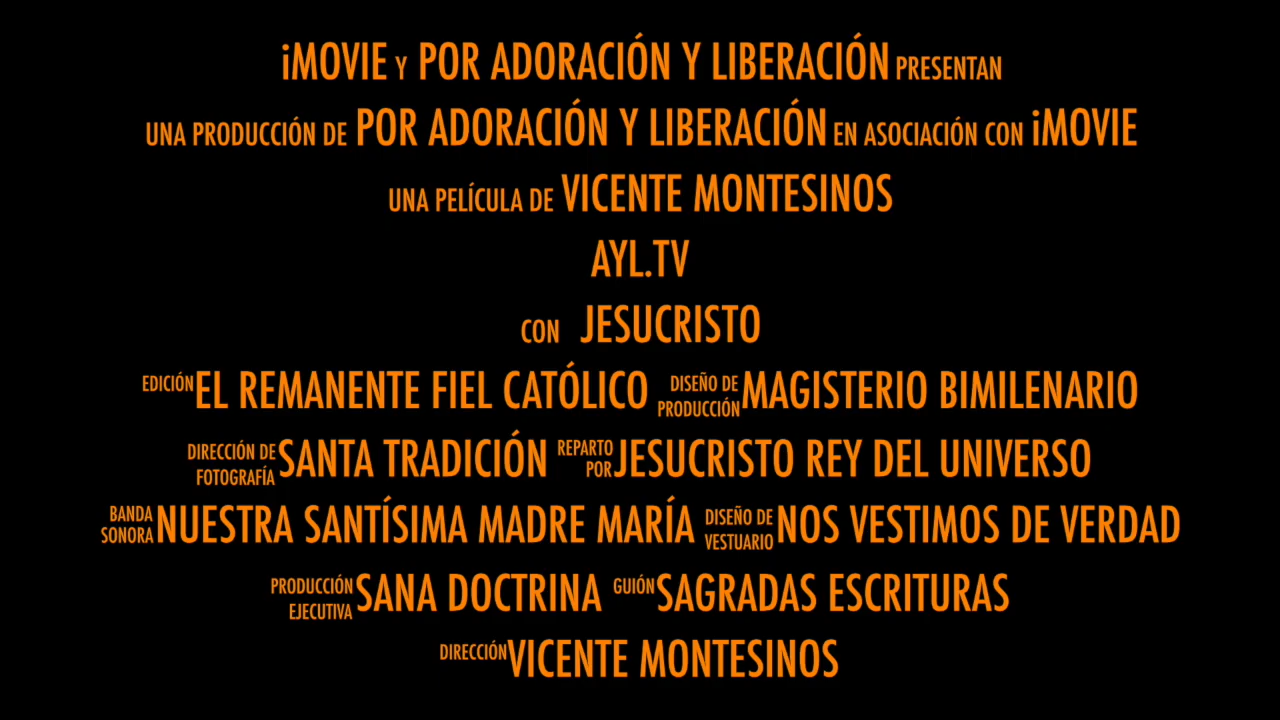 iMOVIE Y POR ADORACIÓN Y LIBERACIÓN PRESENTAN
UNA PRODUCCIÓN DE POR ADORACIÓN Y LIBERACIÓN EN ASOCIACIÓN CON iMOVIE
UNA PELÍCULA DE VICENTE MONTESINOS
AYL.TV
CON JESUCRISTO
EDICIÓN EL REMANENTE FIEL CATÓLICO DISEÑO DE PRODUCCIÓN MAGISTERIO BIMILENARIO
DIRECCIÓN DE FOTOGRAFÍA SANTA TRADICIÓN REPARTO POR JESUCRISTO REY DEL UNIVERSO
BANDA SONORA NUESTRA SANTÍSIMA MADRE MARÍA DISEÑO DE VESTUARIO NOS VESTIMOS DE VERDAD
PRODUCCIÓN EJECUTIVA SANA DOCTRINA GUIÓN SAGRADAS ESCRITURAS
DIRECCIÓN VICENTE MONTESINOS